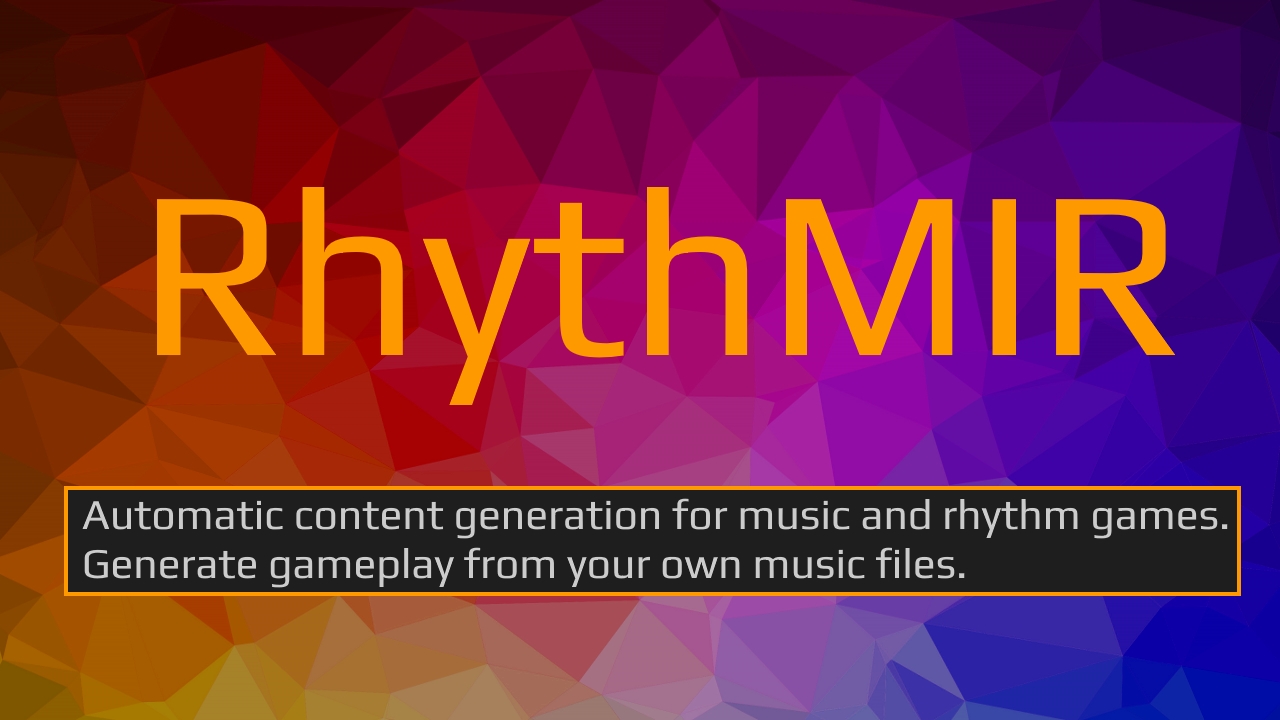 RhythMIR
Automatic content generation for music and rhythm games.
Generate gameplay from your own music files.